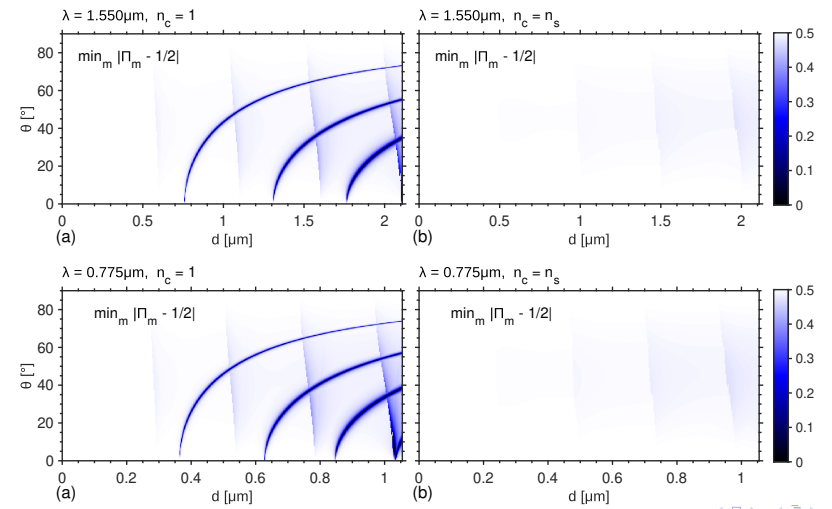 λ = 1.550μm, n_c = 1
λ = 1.550μm, n_c = n_s
min_m |Π_m - 1/2|
min_m |Π_m - 1/2|
θ [°]
80
60
40
20
0
0 0.5 1 1.5 2
0 0.5 1 1.5 2
0.5
0.4
0.3
0.2
0.1
0
(a) d [μm]
(b) d [μm]
λ = 0.775μm, n_c = 1
λ = 0.775μm, n_c = n_s
min_m |Π_m - 1/2|
min_m |Π_m - 1/2|
θ [°]
80
60
40
20
0
0 0.2 0.4 0.6 0.8 1
0 0.2 0.4 0.6 0.8 1
0.5
0.4
0.3
0.2
0.1
0
(a) d [μm]
(b) d [μm]